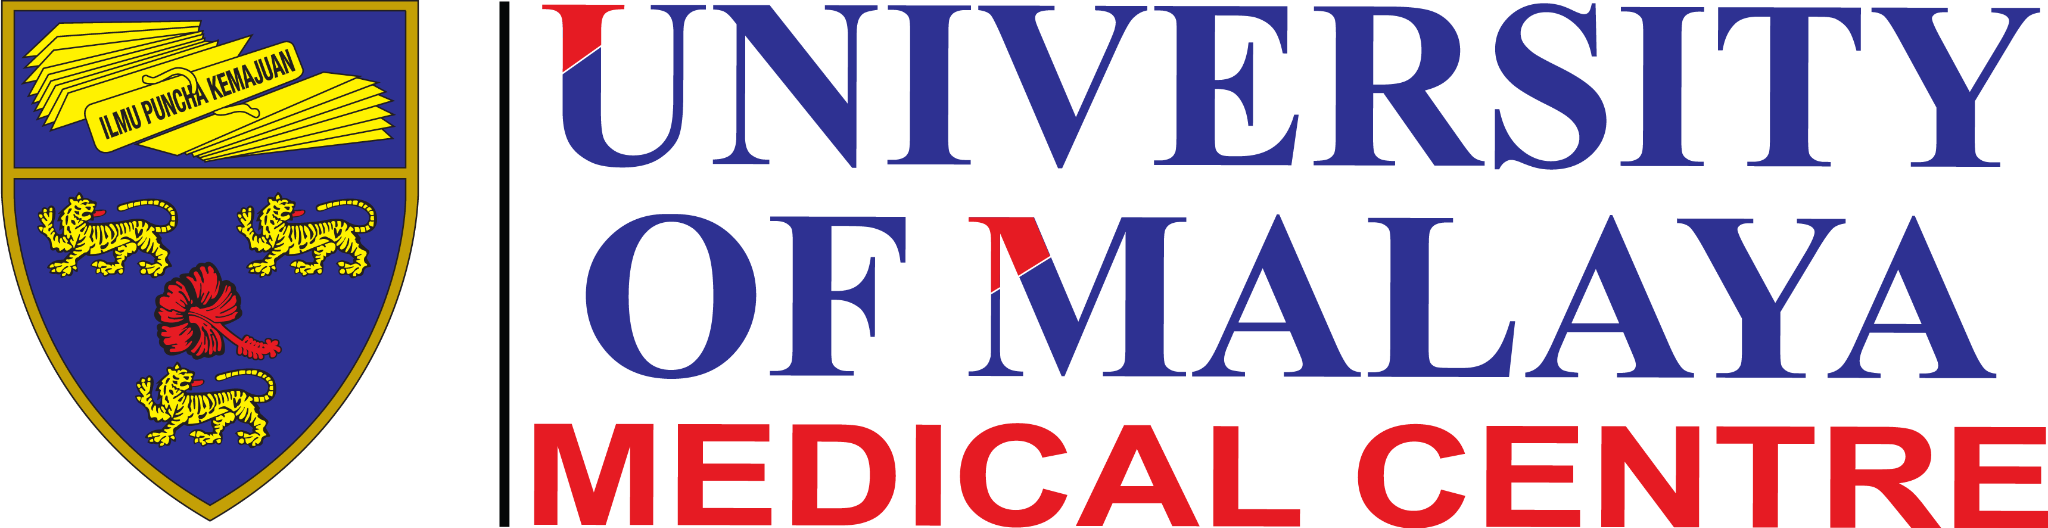 ILMU PUNCHA KEMAJUAN
UNIVERSITY
OF MALAYA
MEDICAL CENTRE